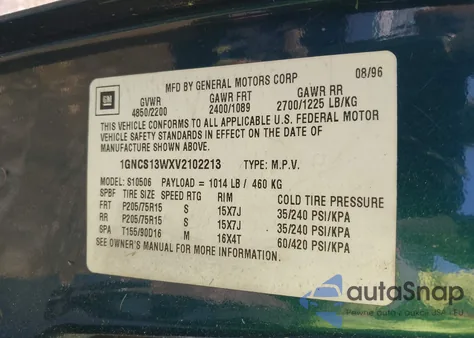 MFD BY GENERAL MOTORS CORP 08/96
GM
GVWR GAWR FRT GAWR RR
4850/2200 2400/1089 2700/1225 LB/KG
THIS VEHICLE CONFORMS TO ALL APPLICABLE U.S. FEDERAL MOTOR
VEHICLE SAFETY STANDARDS IN EFFECT ON THE DATE OF
MANUFACTURE SHOWN ABOVE.
1GNCS13WXV2102213 TYPE: M.P.V.
MODEL: S10506 PAYLOAD = 1014 LB / 460 KG
SPBF TIRE SIZE SPEED RTG RIM COLD TIRE PRESSURE
FRT P205/75R15 S 15X7J 35/240 PSI/KPA
RR P205/75R15 S 15X7J 35/240 PSI/KPA
SPA T155/90D16 M 16X4T 60/420 PSI/KPA
SEE OWNER'S MANUAL FOR MORE INFORMATION.
autoSnap